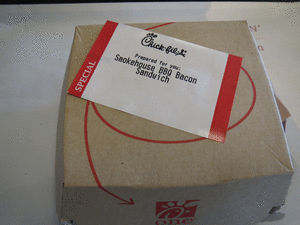 Chick-fil-A
Prepared for you:
Smokehouse BBQ Bacon
Sandwich
SPECIAL
one